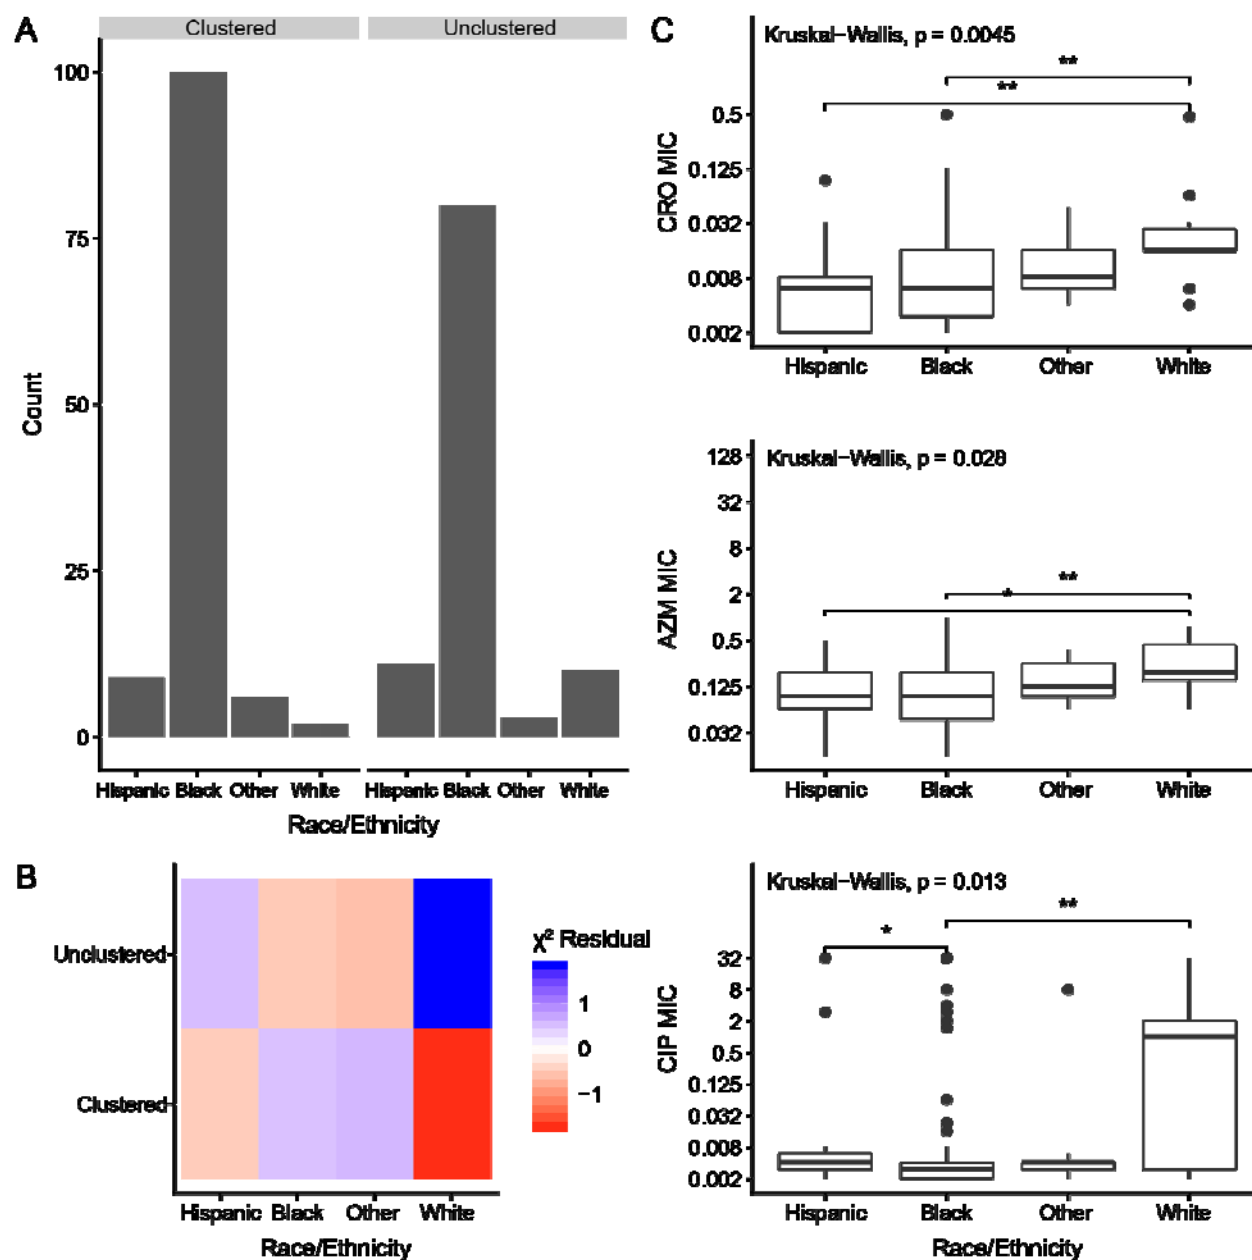 A
Clustered
Unclustered
100
75
50
25
0
Count
Hispanic Black Other White
Hispanic Black Other White
Race/Ethnicity
B
Unclustered
Clustered
Hispanic Black Other White
Race/Ethnicity
χ² Residual
1
0
−1
C
Kruskal−Wallis, p = 0.0045
**
**
0.5
0.125
0.032
0.008
0.002
CRO MIC
Hispanic Black Other White
Kruskal−Wallis, p = 0.028
**
*
128
32
8
2
0.5
0.125
0.032
AZM MIC
Hispanic Black Other White
Kruskal−Wallis, p = 0.013
**
*
32
8
2
0.5
0.125
0.032
0.008
0.002
CIP MIC
Hispanic Black Other White
Race/Ethnicity